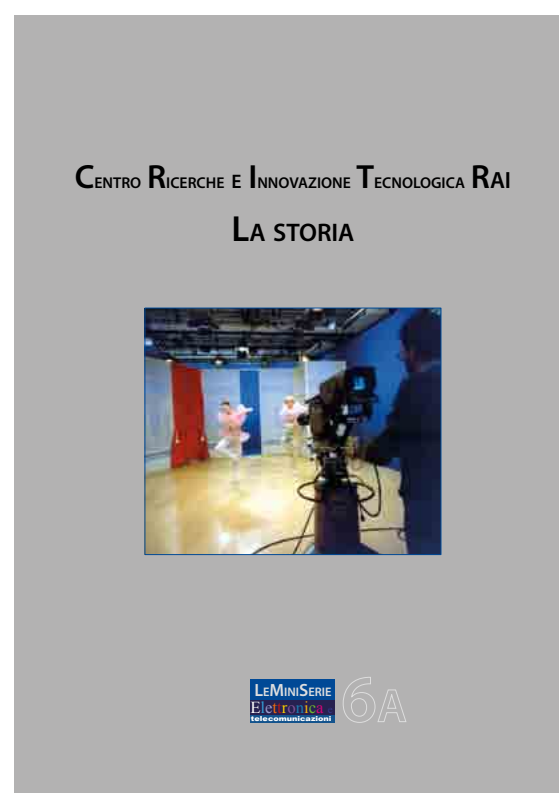 Centro Ricerche e Innovazione Tecnologica Rai
La storia
LeMiniSerie
Elettronica e
telecomunicazioni
6A